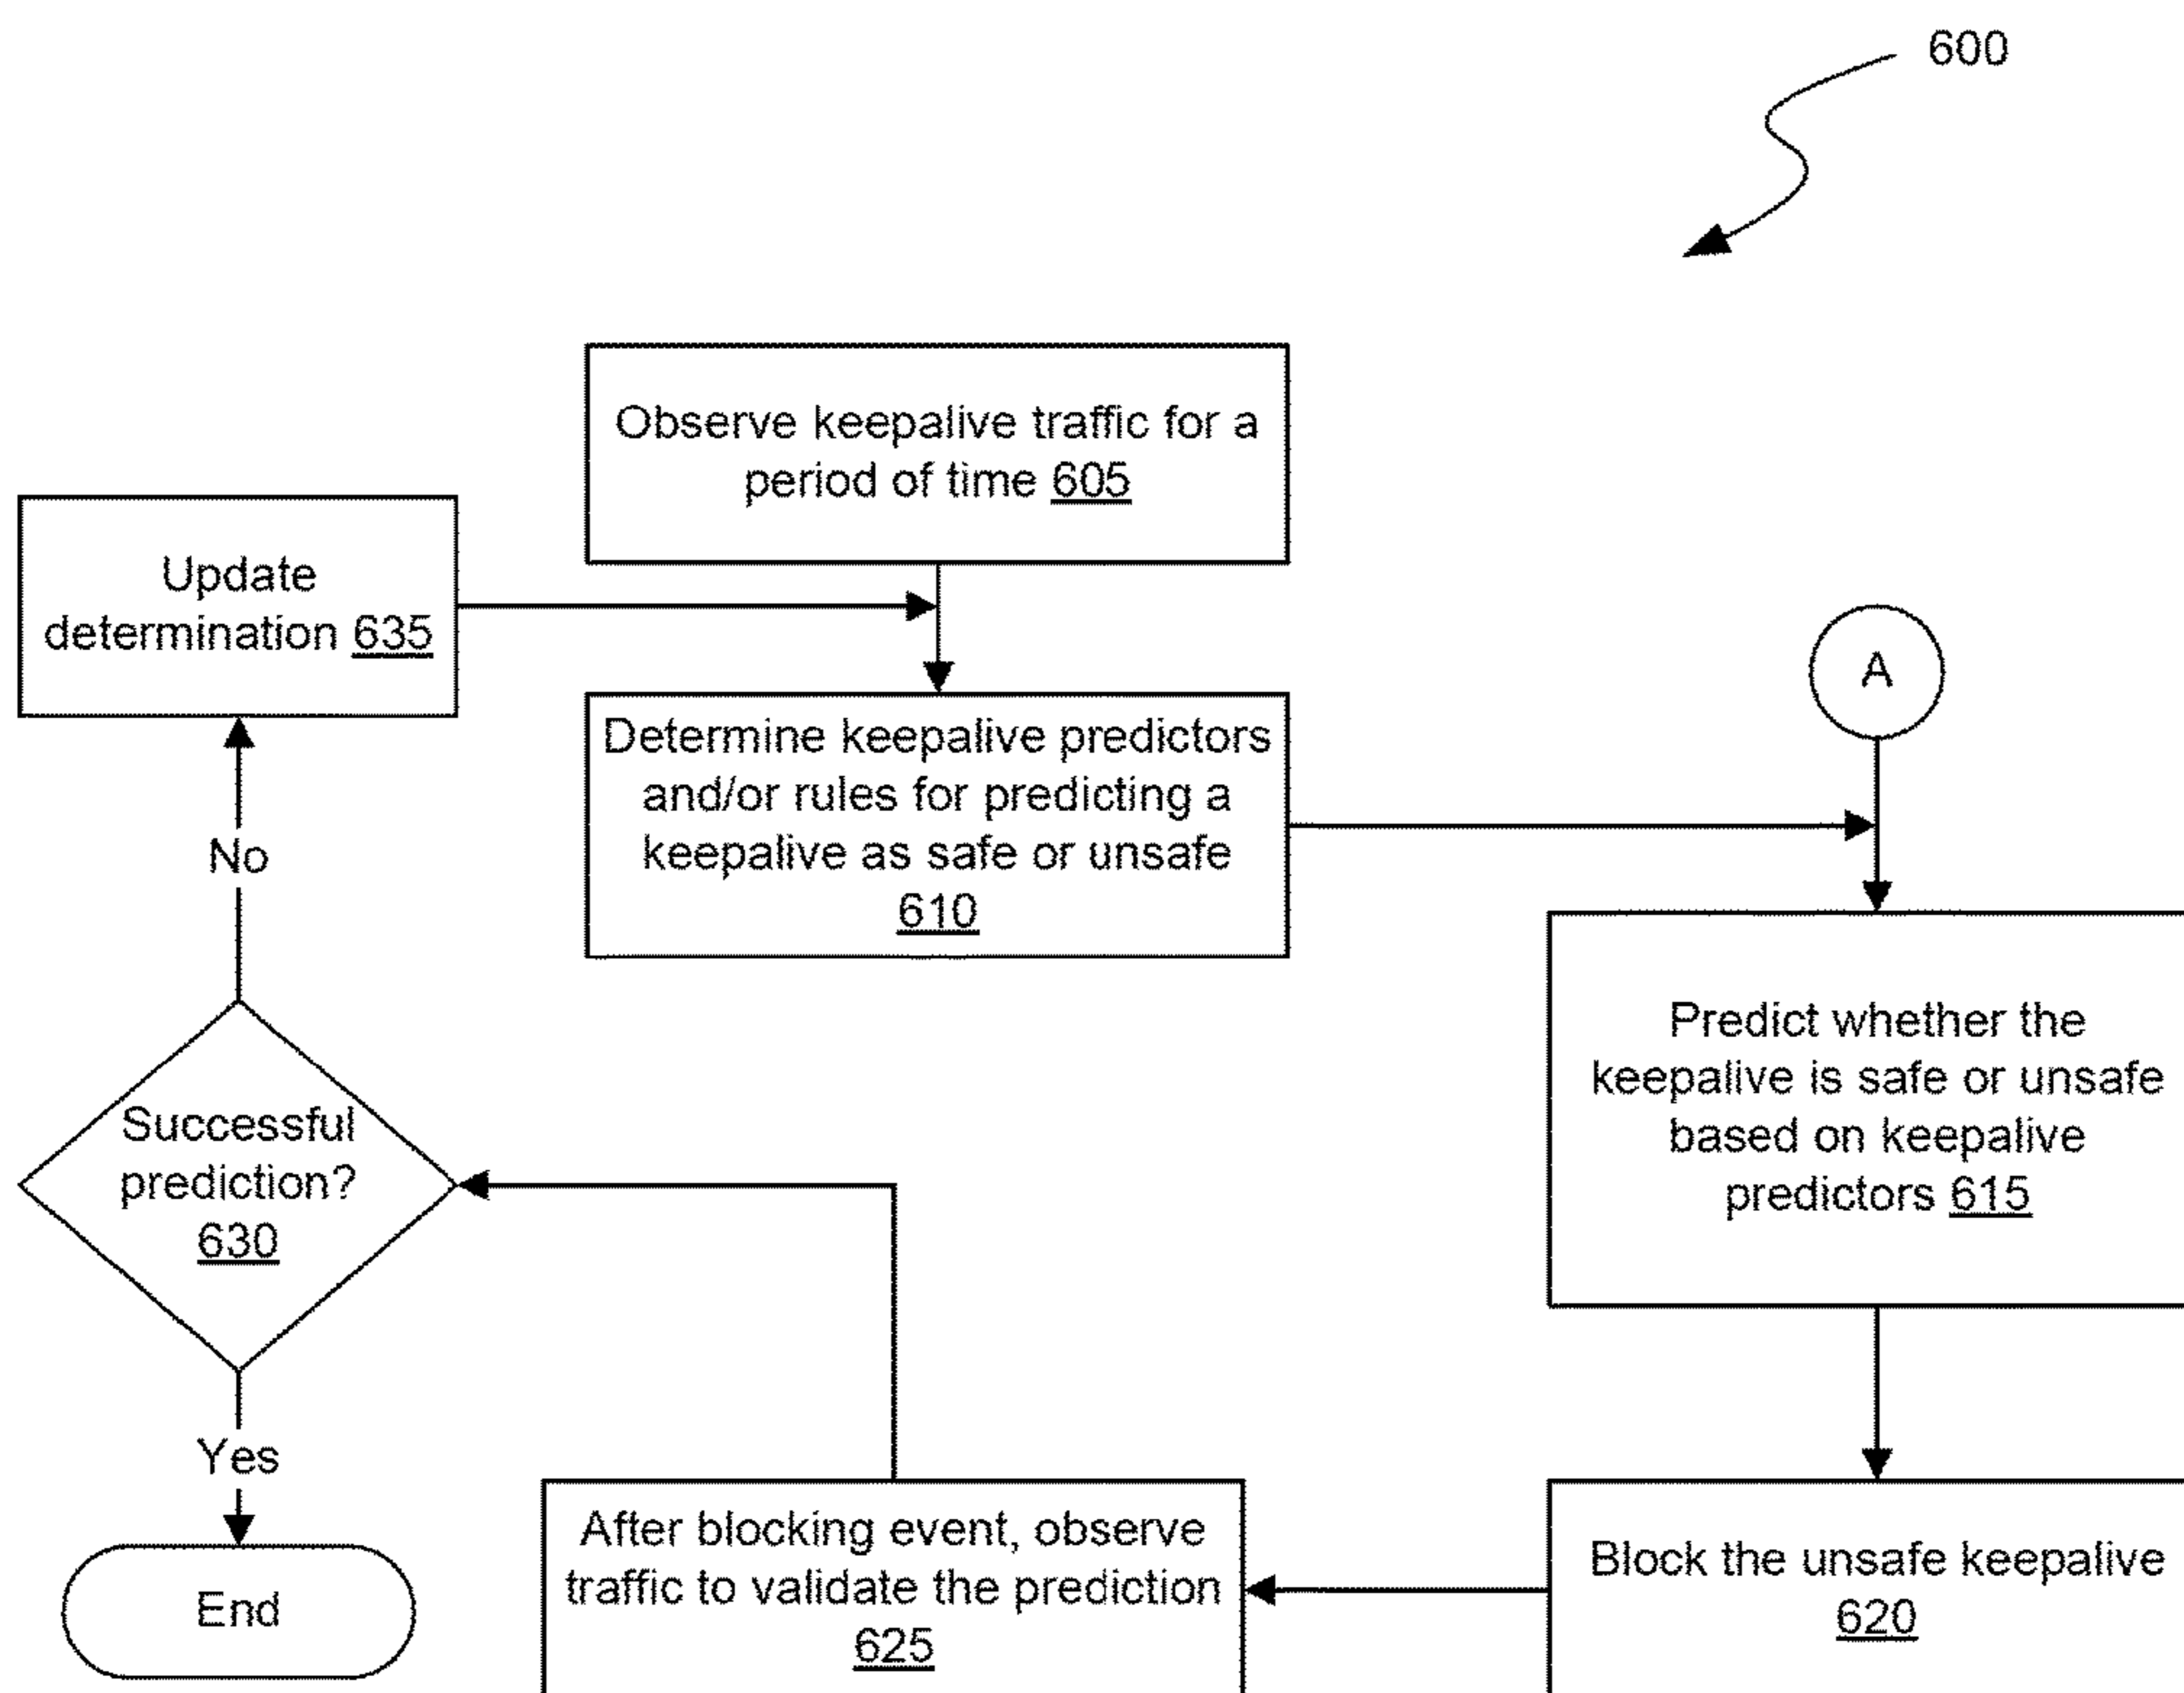 600
Observe keepalive traffic for a
period of time 605
Update
determination 635
A
Determine keepalive predictors
and/or rules for predicting a
keepalive as safe or unsafe
610
No
Predict whether the
keepalive is safe or unsafe
based on keepalive
predictors 615
Successful
prediction?
630
Yes
After blocking event, observe
traffic to validate the prediction
625
Block the unsafe keepalive
620
End